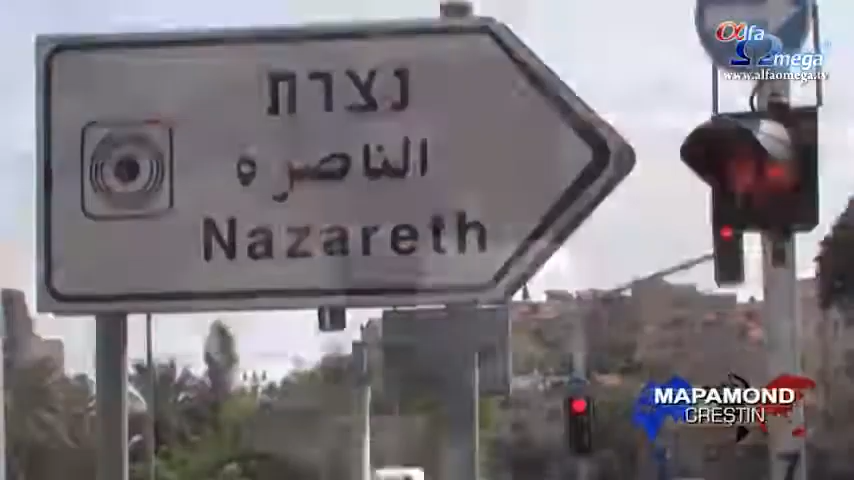 נצרת
الناصره
Nazareth
alfa
Omega
www.alfaomega.tv
MAPAMOND
CREȘTIN